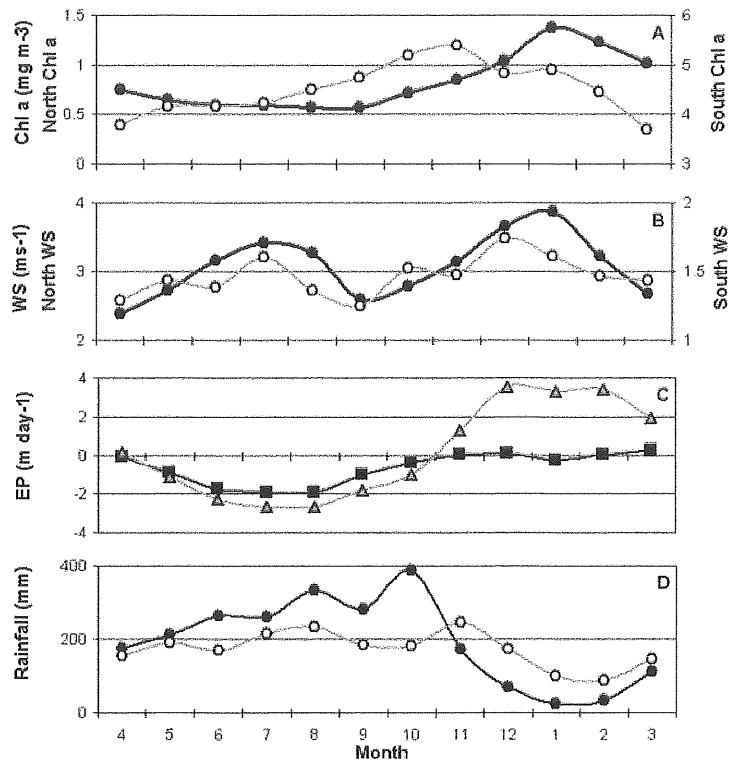 1.5
1
0.5
0
Chl a (mg m-3)
North Chl a
A
6
5
4
3
South Chl a
4
3
2
WS (ms-1)
North WS
B
2
1.5
1
South WS
4
2
0
-2
-4
EP (m day-1)
C
400
200
0
Rainfall (mm)
D
4 5 6 7 8 9 10 11 12 1 2 3
Month